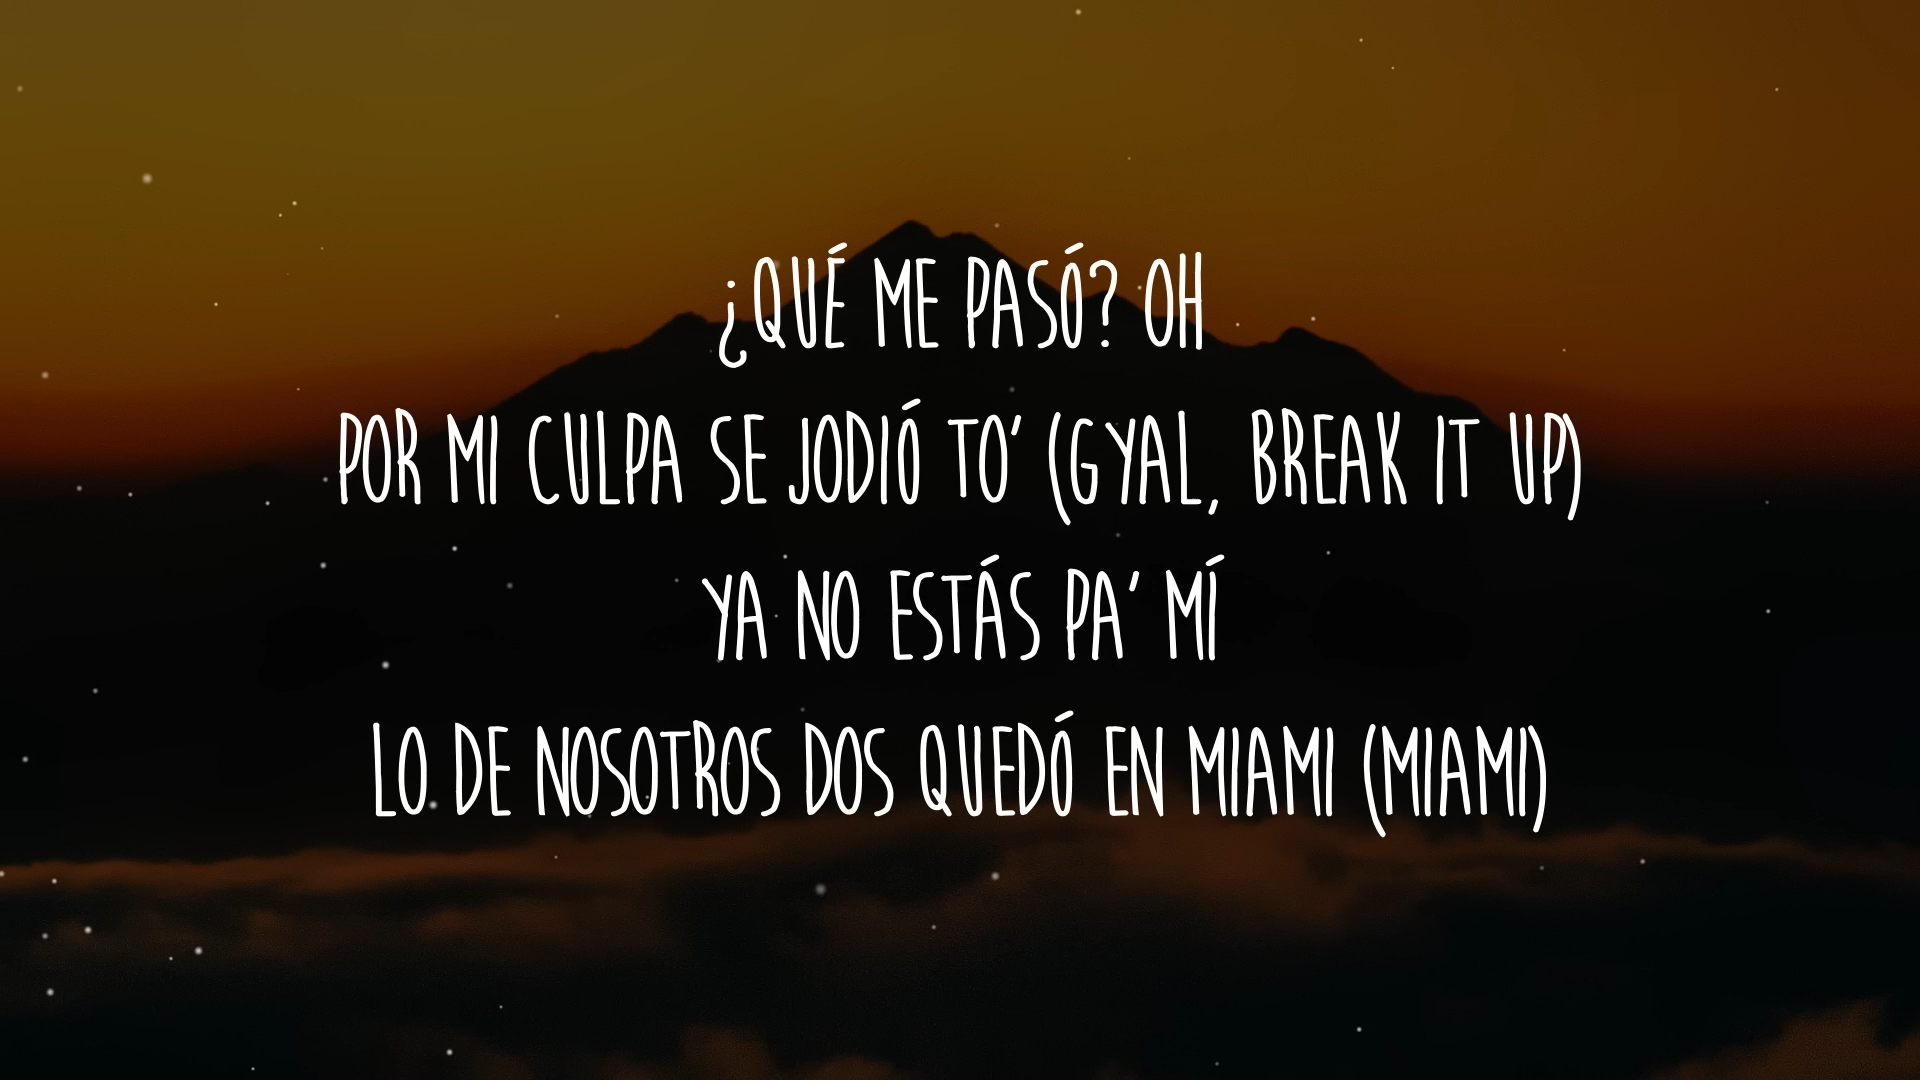 ¿QUÉ ME PASÓ? OH
POR MI CULPA SE JODIÓ TO' (GYAL, BREAK IT UP)
YA NO ESTÁS PA' MÍ
LO DE NOSOTROS DOS QUEDÓ EN MIAMI (MIAMI)